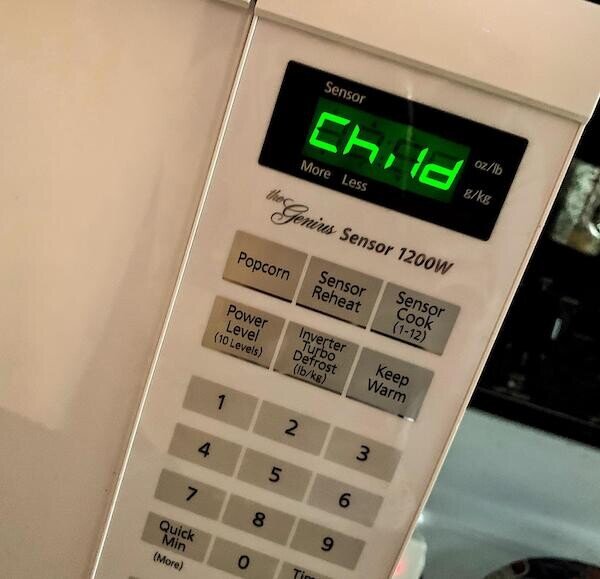 Sensor
Child
oz/lb
More Less
g/kg
the Genius Sensor 1200W
Popcorn
Sensor
Reheat
Sensor
Cook
(1-12)
Power
Level
(10 Levels)
Inverter
Turbo
Defrost
(lb/kg)
Keep
Warm
1
2
3
4
5
6
7
8
9
Quick
Min
(More)
0